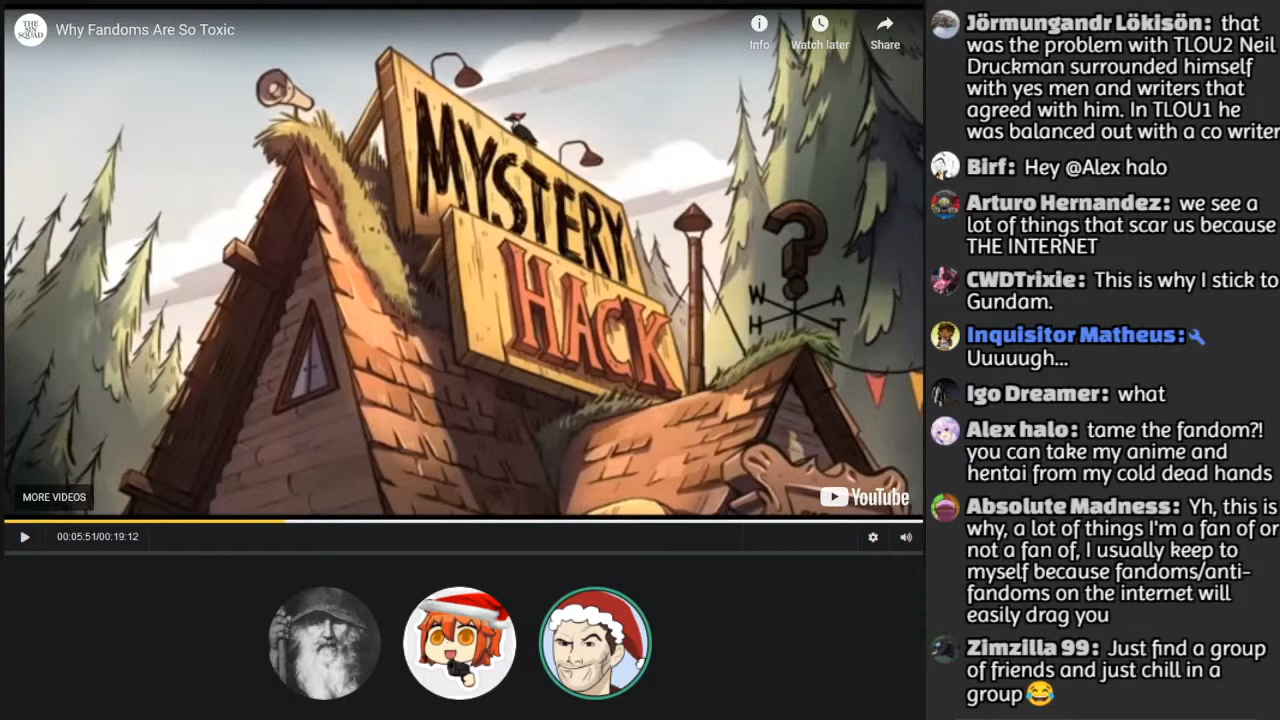 THE
SIN
SQUAD
Why Fandoms Are So Toxic
Info
Watch later
Share
MYSTERY
HACK
W A
H T
MORE VIDEOS
YouTube
00:05:51/00:19:12
Jörmungandr Lökisön: that
was the problem with TLOU2 Neil
Druckman surrounded himself
with yes men and writers that
agreed with him. In TLOU1 he
was balanced out with a co writer
Birf: Hey @Alex halo
Arturo Hernandez: we see a
lot of things that scar us because
THE INTERNET
CWDTrixie: This is why I stick to
Gundam.
Inquisitor Matheus:
Uuuuugh...
Igo Dreamer: what
Alex halo: tame the fandom?!
you can take my anime and
hentai from my cold dead hands
Absolute Madness: Yh, this is
why, a lot of things I'm a fan of or
not a fan of, I usually keep to
myself because fandoms/anti-
fandoms on the internet will
easily drag you
Zimzilla 99: Just find a group
of friends and just chill in a
group😂